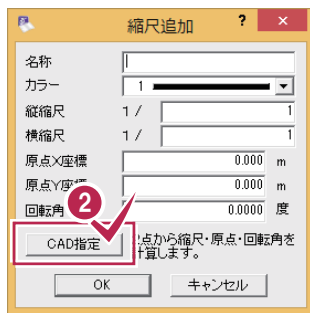 縮尺追加 ? ×
名称
カラー 1
縦縮尺 1 / 1
横縮尺 1 / 1
原点X座標 0.000 m
原点Y座標 0.000 m
回転角 0.0000 度
2
CAD指定 点から縮尺・原点・回転角を
計算します。
OK キャンセル